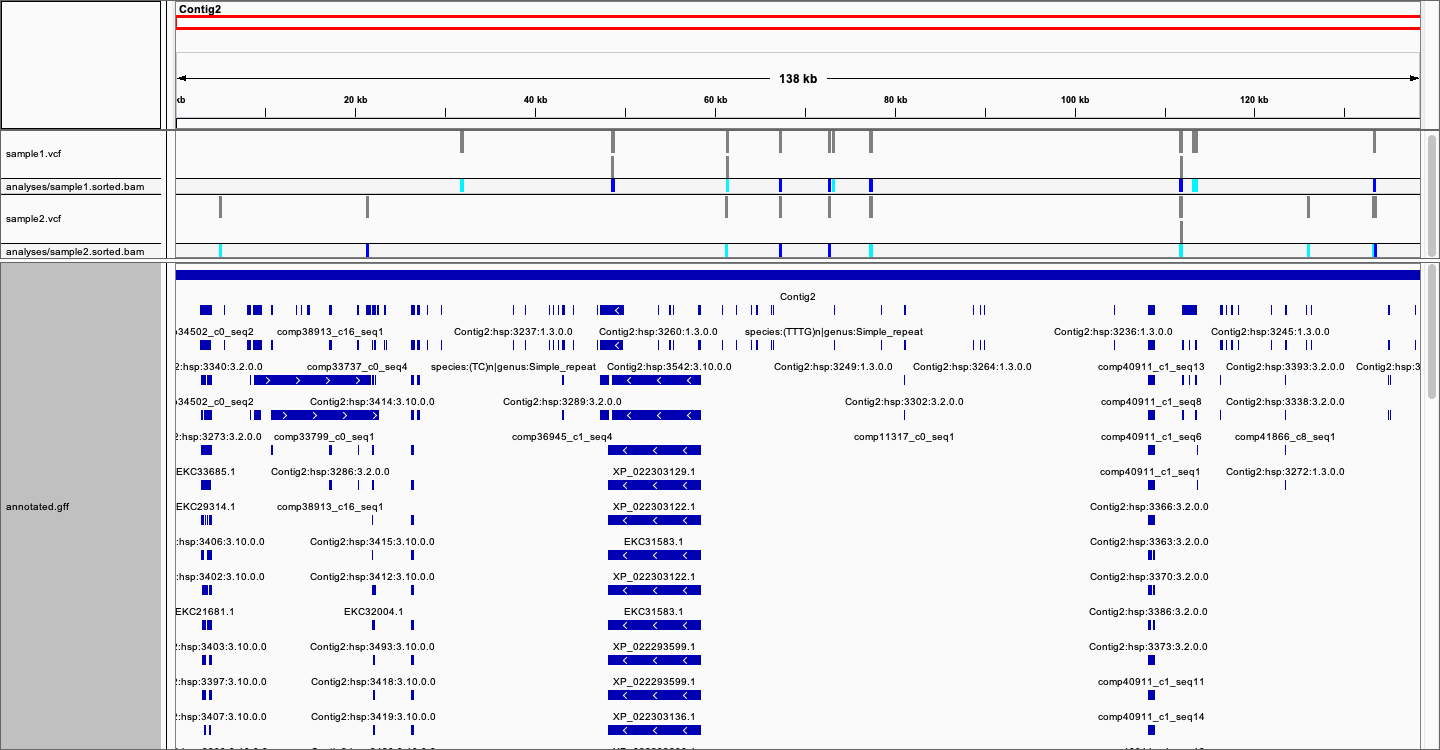 Contig2
138 kb
kb 20 kb 40 kb 60 kb 80 kb 100 kb 120 kb
sample1.vcf
analyses/sample1.sorted.bam
sample2.vcf
analyses/sample2.sorted.bam
Contig2
34502_c0_seq2 comp38913_c16_seq1 Contig2:hsp:3237:1.3.0.0 Contig2:hsp:3260:1.3.0.0 species:(TTTG)n|genus:Simple_repeat Contig2:hsp:3236:1.3.0.0 Contig2:hsp:3245:1.3.0.0
2:hsp:3340:3.2.0.0 comp33737_c0_seq4 species:(TC)n|genus:Simple_repeat Contig2:hsp:3542:3.10.0.0 Contig2:hsp:3249:1.3.0.0 Contig2:hsp:3264:1.3.0.0 comp40911_c1_seq13 Contig2:hsp:3393:3.2.0.0 Contig2:hsp:3
34502_c0_seq2 Contig2:hsp:3414:3.10.0.0 Contig2:hsp:3289:3.2.0.0 Contig2:hsp:3302:3.2.0.0 comp40911_c1_seq8 Contig2:hsp:3338:3.2.0.0
2:hsp:3273:3.2.0.0 comp33799_c0_seq1 comp36945_c1_seq4 comp11317_c0_seq1 comp40911_c1_seq6 comp41866_c8_seq1
EKC33685.1 Contig2:hsp:3286:3.2.0.0 XP_022303129.1 comp40911_c1_seq1 Contig2:hsp:3272:1.3.0.0
annotated.gff
EKC29314.1 comp38913_c16_seq1 XP_022303122.1 Contig2:hsp:3366:3.2.0.0
:hsp:3406:3.10.0.0 Contig2:hsp:3415:3.10.0.0 EKC31583.1 Contig2:hsp:3363:3.2.0.0
:hsp:3402:3.10.0.0 Contig2:hsp:3412:3.10.0.0 XP_022303122.1 Contig2:hsp:3370:3.2.0.0
EKC21681.1 EKC32004.1 EKC31583.1 Contig2:hsp:3386:3.2.0.0
2:hsp:3403:3.10.0.0 Contig2:hsp:3493:3.10.0.0 XP_022293599.1 Contig2:hsp:3373:3.2.0.0
2:hsp:3397:3.10.0.0 Contig2:hsp:3418:3.10.0.0 XP_022293599.1 comp40911_c1_seq11
2:hsp:3407:3.10.0.0 Contig2:hsp:3419:3.10.0.0 XP_022303136.1 comp40911_c1_seq14